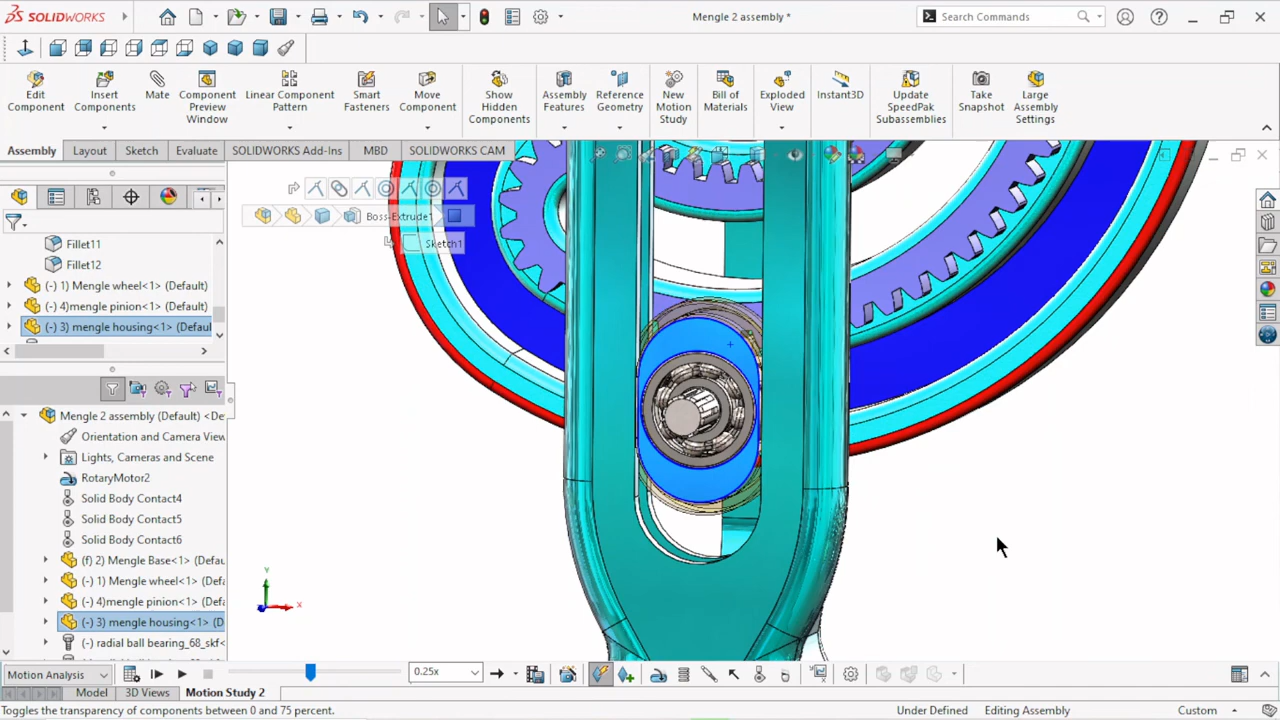 SOLIDWORKS
Mengle 2 assembly *
Search Commands
Edit Component
Insert Components
Mate
Component Preview Window
Linear Component Pattern
Smart Fasteners
Move Component
Show Hidden Components
Assembly Features
Reference Geometry
New Motion Study
Bill of Materials
Exploded View
Instant3D
Update SpeedPak Subassemblies
Take Snapshot
Large Assembly Settings
Assembly
Layout
Sketch
Evaluate
SOLIDWORKS Add-Ins
MBD
SOLIDWORKS CAM
Boss-Extrude1
Sketch1
Fillet11
Fillet12
(-) 1) Mengle wheel<1> (Default)
(-) 4)mengle pinion<1> (Default)
(-) 3) mengle housing<1> (Defaul
Mengle 2 assembly (Default) <De
Orientation and Camera View
Lights, Cameras and Scene
RotaryMotor2
Solid Body Contact4
Solid Body Contact5
Solid Body Contact6
(f) 2) Mengle Base<1> (Defau
(-) 1) Mengle wheel<1> (Def
(-) 4)mengle pinion<1> (Defa
(-) 3) mengle housing<1> (D
(-) radial ball bearing_68_skf<
Y
X
Motion Analysis
0.25x
Model
3D Views
Motion Study 2
Toggles the transparency of components between 0 and 75 percent.
Under Defined
Editing Assembly
Custom